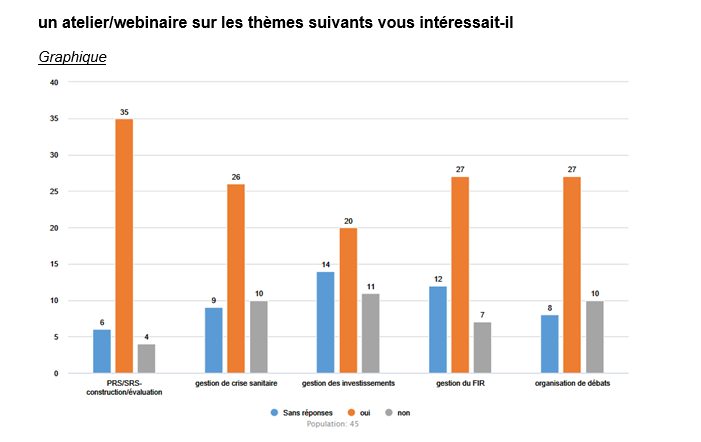 un atelier/webinaire sur les thèmes suivants vous intéressait-il
Graphique
40
35
30
25
20
15
10
5
0
6
35
4
9
26
10
14
20
11
12
27
7
8
27
10
PRS/SRS-
construction/évaluation
gestion de crise sanitaire
gestion des investissements
gestion du FIR
organisation de débats
Sans réponses
oui
non
Population: 45